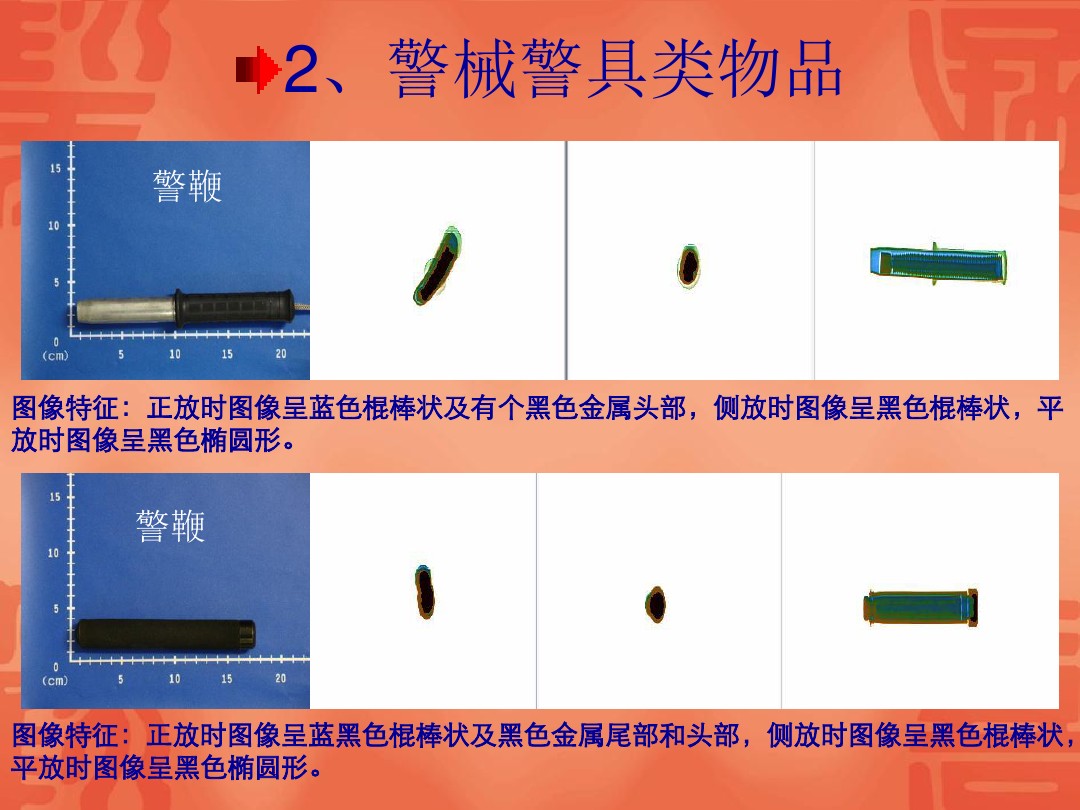 2、警械警具类物品
警鞭
15
10
5
0
(cm)
5
10
15
20
图像特征：正放时图像呈蓝色棍棒状及有个黑色金属头部，侧放时图像呈黑色棍棒状，平
放时图像呈黑色椭圆形。
警鞭
15
10
5
0
(cm)
5
10
15
20
图像特征：正放时图像呈蓝黑色棍棒状及黑色金属尾部和头部，侧放时图像呈黑色棍棒状，
平放时图像呈黑色椭圆形。